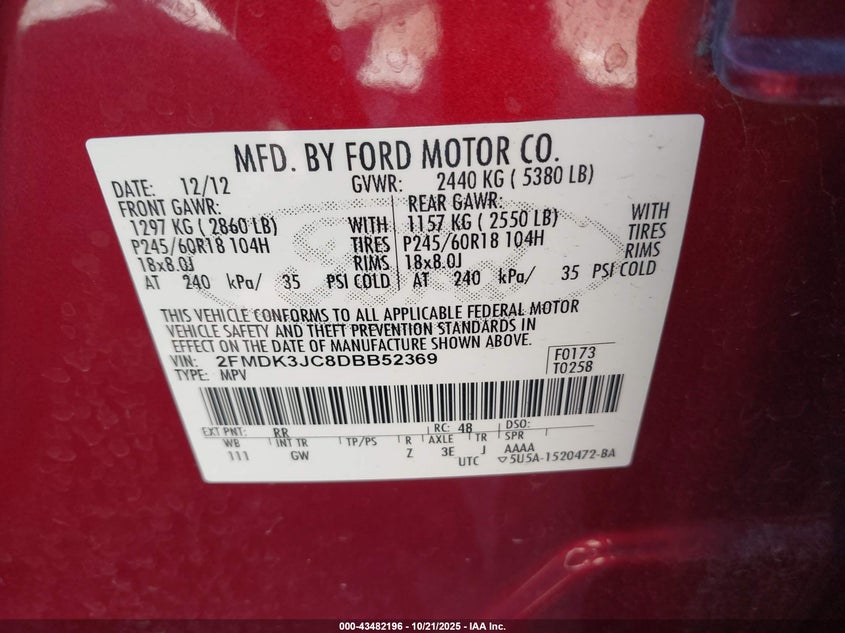 MFD. BY FORD MOTOR CO.
DATE: 12/12 GVWR: 2440 KG ( 5380 LB)
FRONT GAWR: REAR GAWR:
1297 KG ( 2860 LB) WITH 1157 KG ( 2550 LB) WITH
P245/60R18 104H TIRES P245/60R18 104H TIRES
18x8.0J RIMS 18x8.0J RIMS
AT 240 kPa/ 35 PSI COLD AT 240 kPa/ 35 PSI COLD
THIS VEHICLE CONFORMS TO ALL APPLICABLE FEDERAL MOTOR
VEHICLE SAFETY AND THEFT PREVENTION STANDARDS IN
EFFECT ON THE DATE OF MANUFACTURE SHOWN ABOVE.
VIN: 2FMDK3JC8DBB52369 F0173
TYPE: MPV T0258
EXT PNT: RR RC: 48 DSO:
WB INT TR TP/PS R AXLE TR SPR
111 GW Z 3E J AAAA
UTC ▽5U5A-1520472-BA
000-43482196 - 10/21/2025 - IAA Inc.